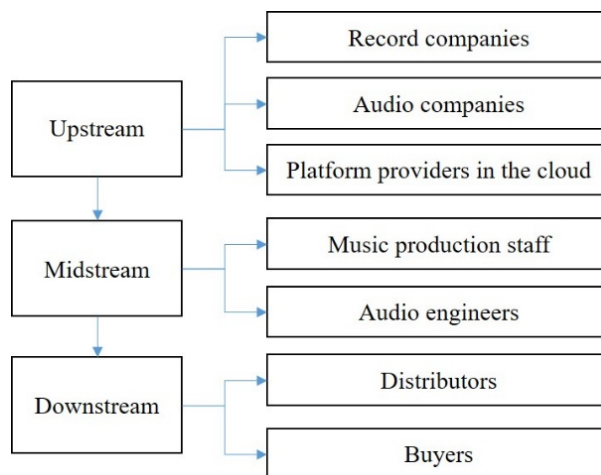 Upstream
Record companies
Audio companies
Platform providers in the cloud
Midstream
Music production staff
Audio engineers
Downstream
Distributors
Buyers